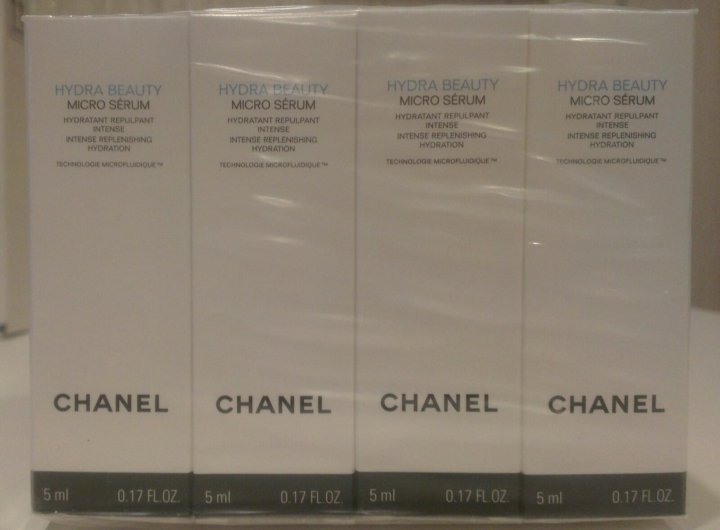 HYDRA BEAUTY
MICRO SÉRUM
HYDRATANT REPULPANT
INTENSE
INTENSE REPLENISHING
HYDRATION
TECHNOLOGIE MICROFLUIDIQUE™
CHANEL
5 ml 0.17 FL.OZ.
HYDRA BEAUTY
MICRO SÉRUM
HYDRATANT REPULPANT
INTENSE
INTENSE REPLENISHING
HYDRATION
TECHNOLOGIE MICROFLUIDIQUE™
CHANEL
5 ml 0.17 FL.OZ.
HYDRA BEAUTY
MICRO SÉRUM
HYDRATANT REPULPANT
INTENSE
INTENSE REPLENISHING
HYDRATION
TECHNOLOGIE MICROFLUIDIQUE™
CHANEL
5 ml 0.17 FL.OZ.
HYDRA BEAUTY
MICRO SÉRUM
HYDRATANT REPULPANT
INTENSE
INTENSE REPLENISHING
HYDRATION
TECHNOLOGIE MICROFLUIDIQUE™
CHANEL
5 ml 0.17 FL.OZ.